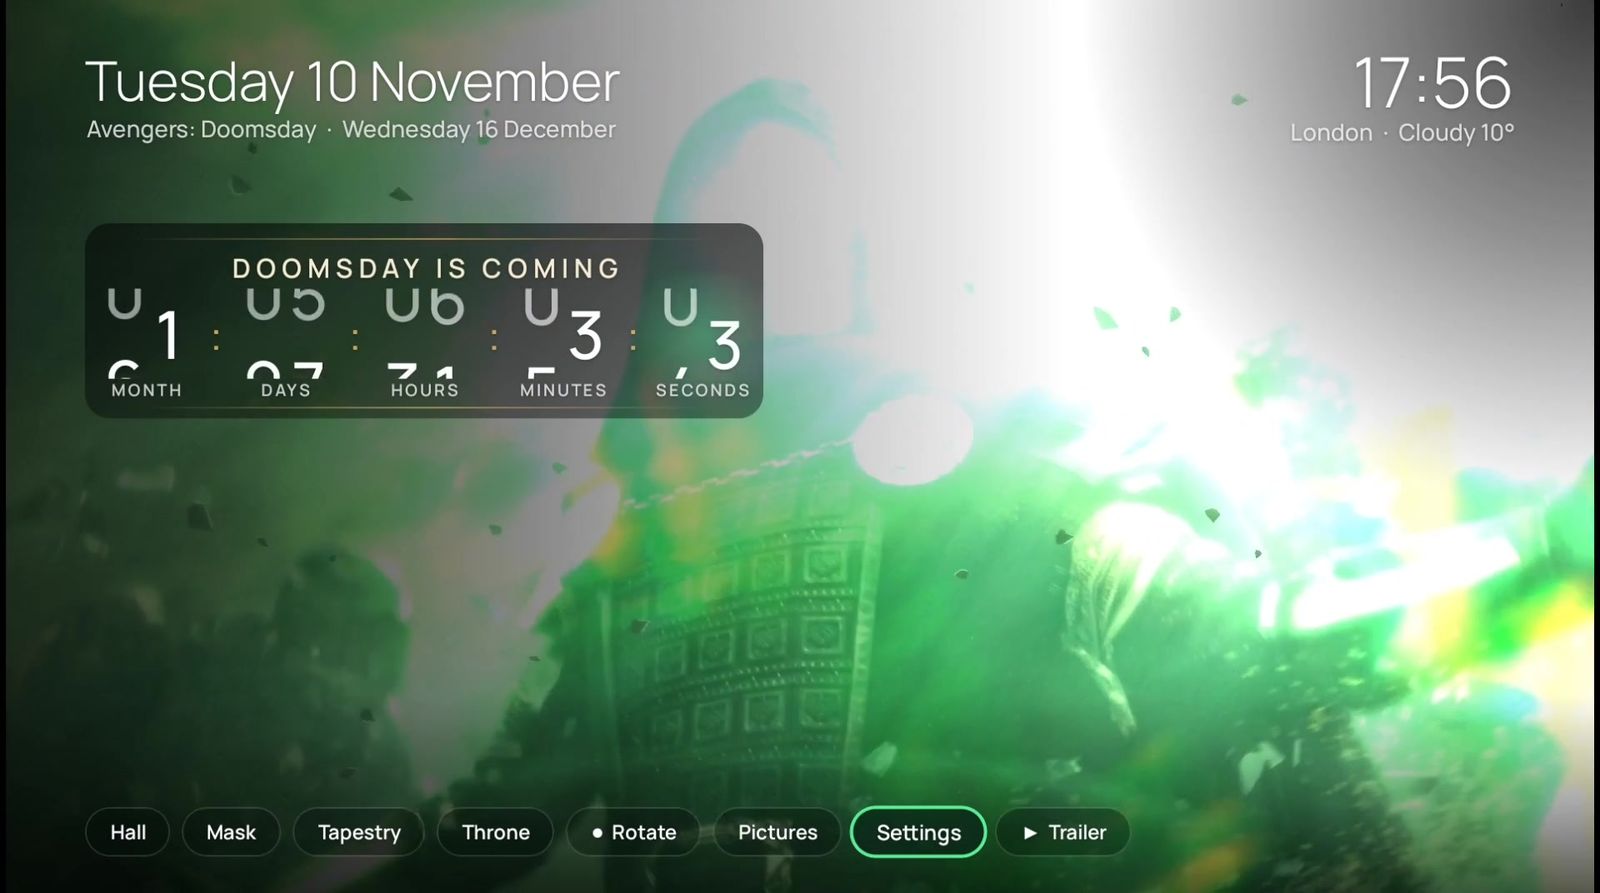 Tuesday 10 November
Avengers: Doomsday · Wednesday 16 December
17:56
London · Cloudy 10°
DOOMSDAY IS COMING
1 : : : 3 : 3
MONTH DAYS HOURS MINUTES SECONDS
Hall Mask Tapestry Throne ● Rotate Pictures Settings ▶ Trailer